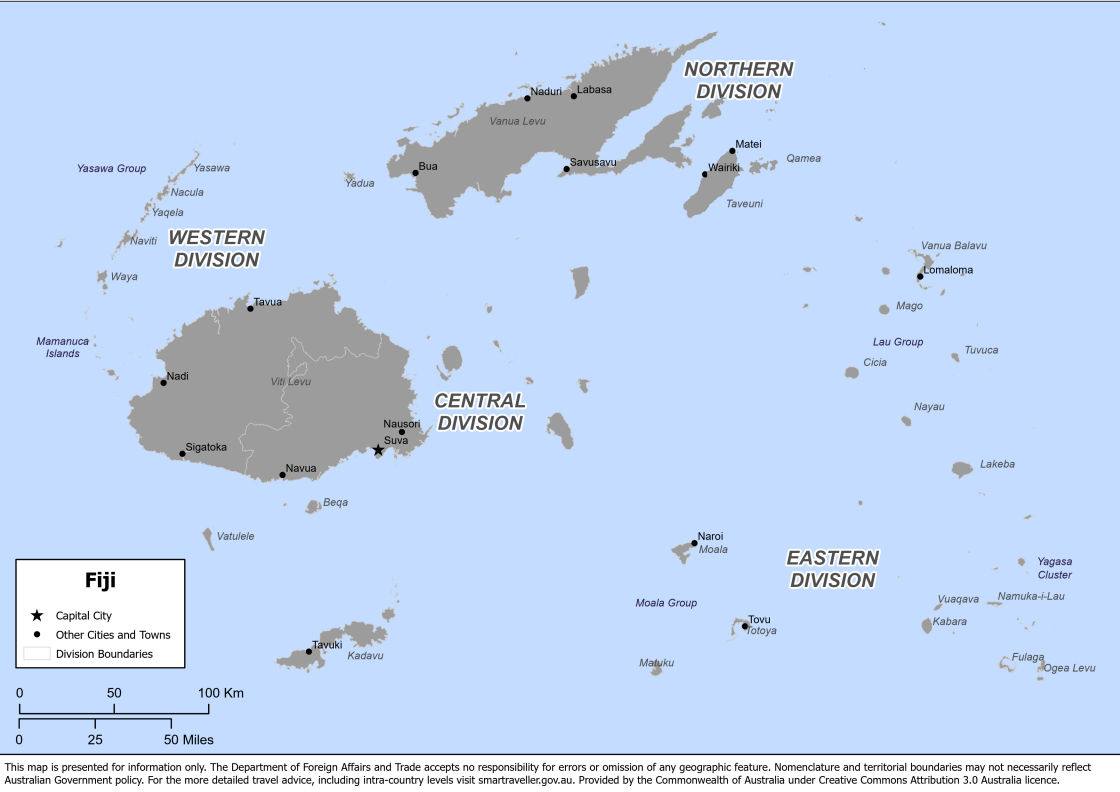 NORTHERN
DIVISION
Naduri
Labasa
Vanua Levu
Matei
Bua
Savusavu
Wairiki
Qamea
Yasawa Group
Yasawa
Yadua
Nacula
Taveuni
Yaqela
WESTERN
DIVISION
Naviti
Vanua Balavu
Waya
Lomaloma
Tavua
Mago
Mamanuca
Islands
Lau Group
Tuvuca
Cicia
Nadi
Viti Levu
CENTRAL
DIVISION
Nayau
Nausori
Suva
Sigatoka
Navua
Lakeba
Beqa
Vatulele
Naroi
Moala
EASTERN
DIVISION
Yagasa
Cluster
Fiji
Capital City
Other Cities and Towns
Division Boundaries
Moala Group
Vuaqava
Namuka-i-Lau
Tovu
Totoya
Kabara
Tavuki
Kadavu
Matuku
Fulaga
Ogea Levu
0 50 100 Km
0 25 50 Miles
This map is presented for information only. The Department of Foreign Affairs and Trade accepts no responsibility for errors or omission of any geographic feature. Nomenclature and territorial boundaries may not necessarily reflect
Australian Government policy. For the more detailed travel advice, including intra-country levels visit smartraveller.gov.au. Provided by the Commonwealth of Australia under Creative Commons Attribution 3.0 Australia licence.